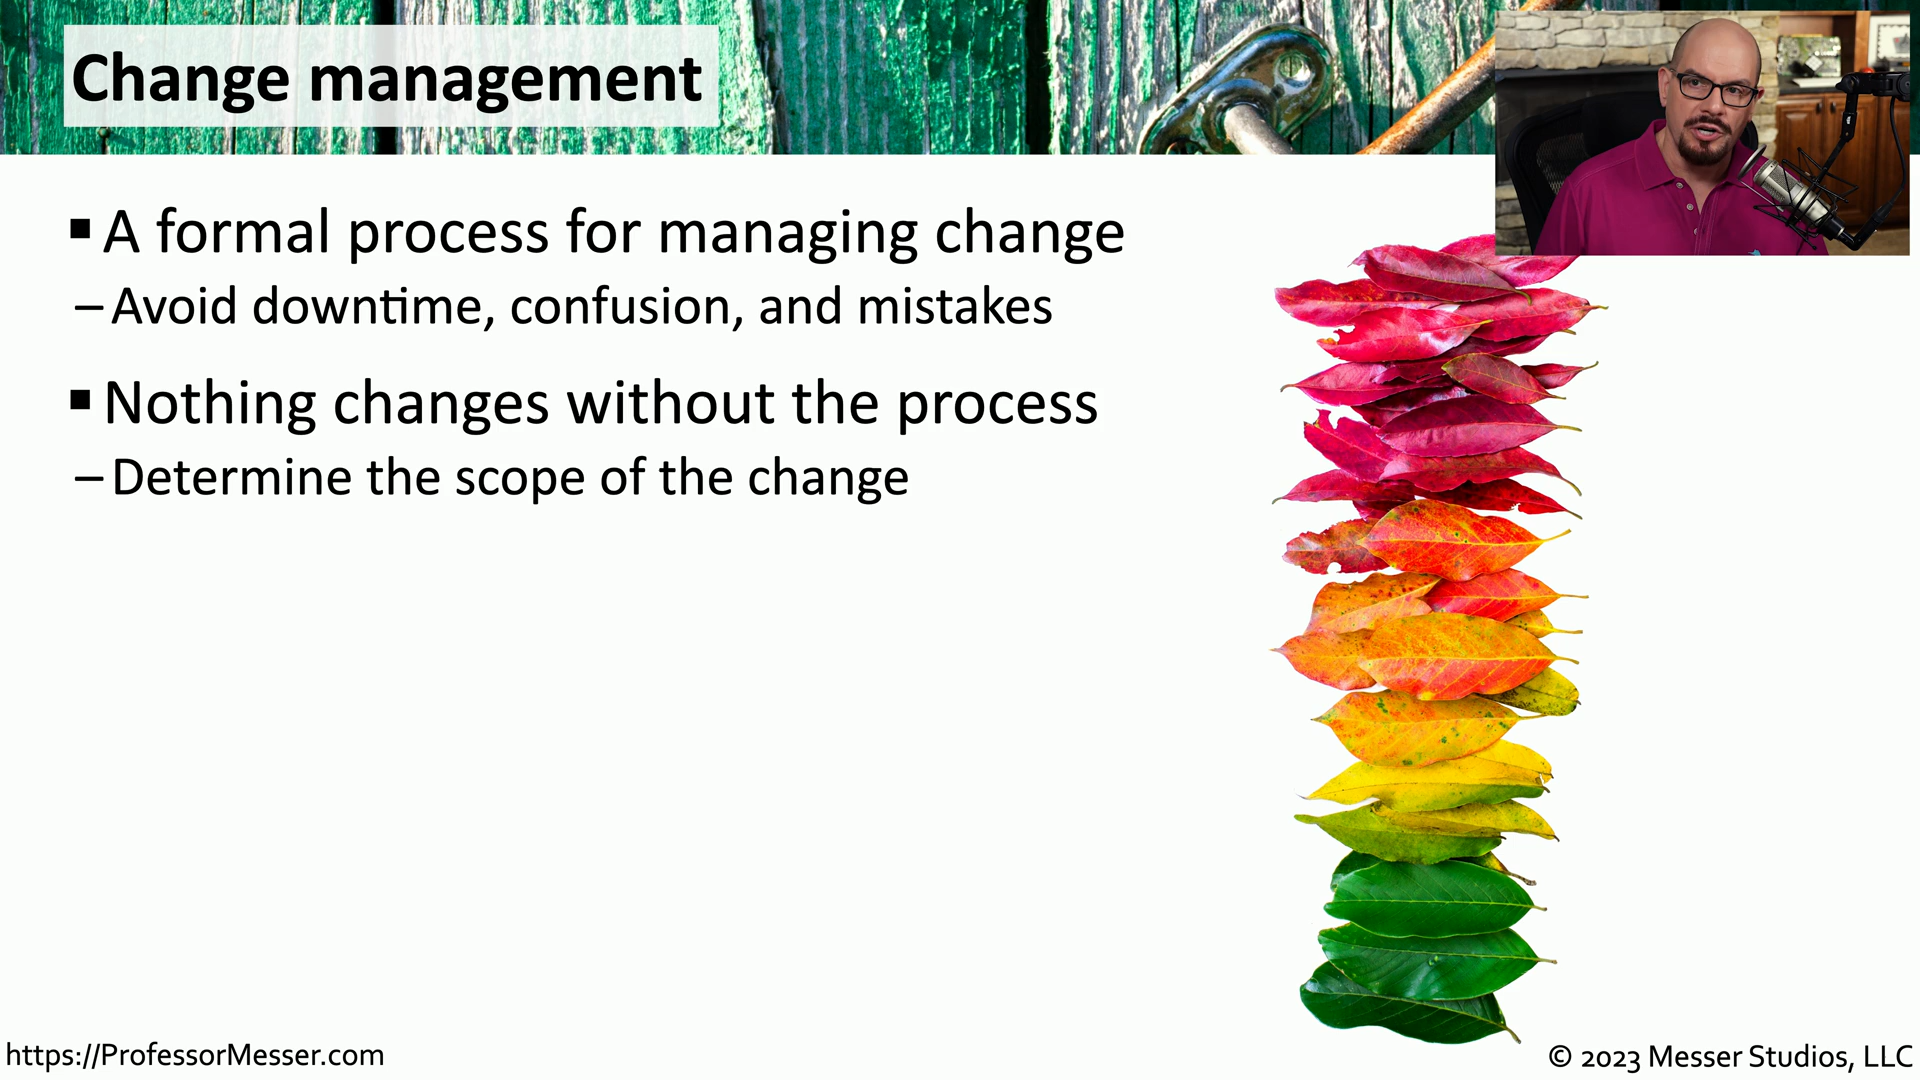 Change management
▪ A formal process for managing change
– Avoid downtime, confusion, and mistakes
▪ Nothing changes without the process
– Determine the scope of the change
https://ProfessorMesser.com
© 2023 Messer Studios, LLC